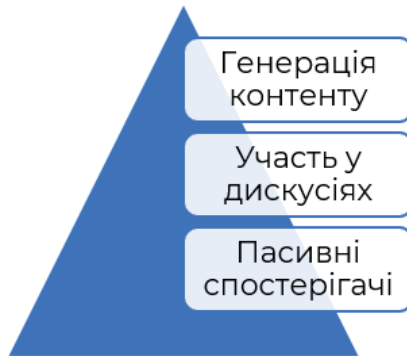 Генерація
контенту
Участь у
дискусіях
Пасивні
спостерігачі